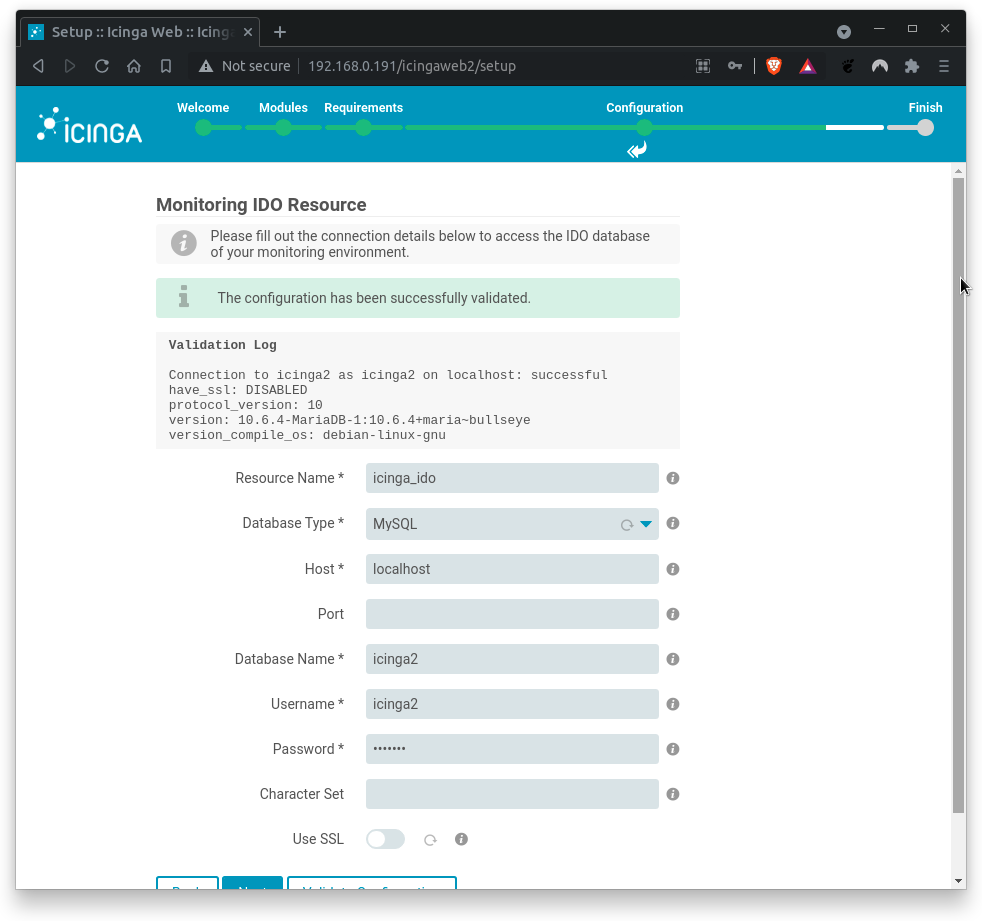 Setup :: Icinga Web :: Icing
Not secure 192.168.0.191/icingaweb2/setup
Welcome Modules Requirements Configuration Finish
ICINGA
Monitoring IDO Resource
Please fill out the connection details below to access the IDO database
of your monitoring environment.
The configuration has been successfully validated.
Validation Log
Connection to icinga2 as icinga2 on localhost: successful
have_ssl: DISABLED
protocol_version: 10
version: 10.6.4-MariaDB-1:10.6.4+maria~bullseye
version_compile_os: debian-linux-gnu
Resource Name * icinga_ido
Database Type * MySQL
Host * localhost
Port
Database Name * icinga2
Username * icinga2
Password * •••••••
Character Set
Use SSL